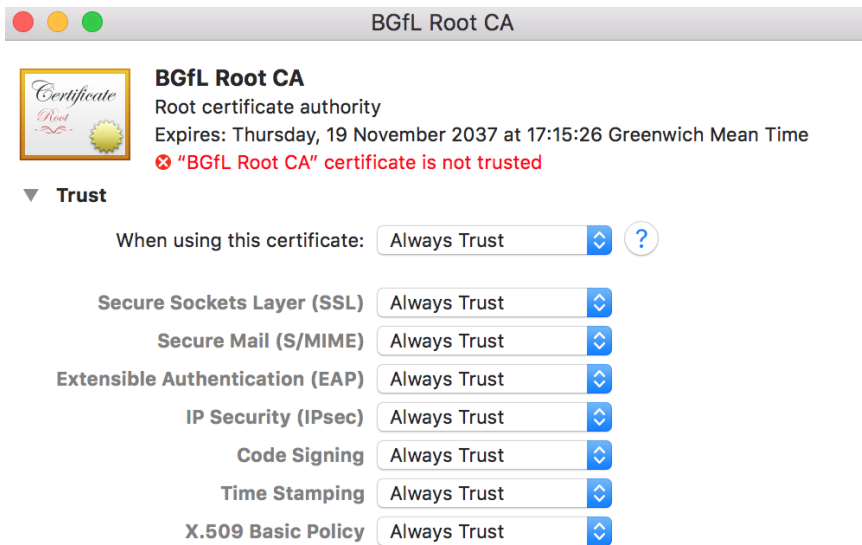 BGfL Root CA
Certificate
Root
BGfL Root CA
Root certificate authority
Expires: Thursday, 19 November 2037 at 17:15:26 Greenwich Mean Time
"BGfL Root CA" certificate is not trusted
Trust
When using this certificate: Always Trust ?
Secure Sockets Layer (SSL) Always Trust
Secure Mail (S/MIME) Always Trust
Extensible Authentication (EAP) Always Trust
IP Security (IPsec) Always Trust
Code Signing Always Trust
Time Stamping Always Trust
X.509 Basic Policy Always Trust